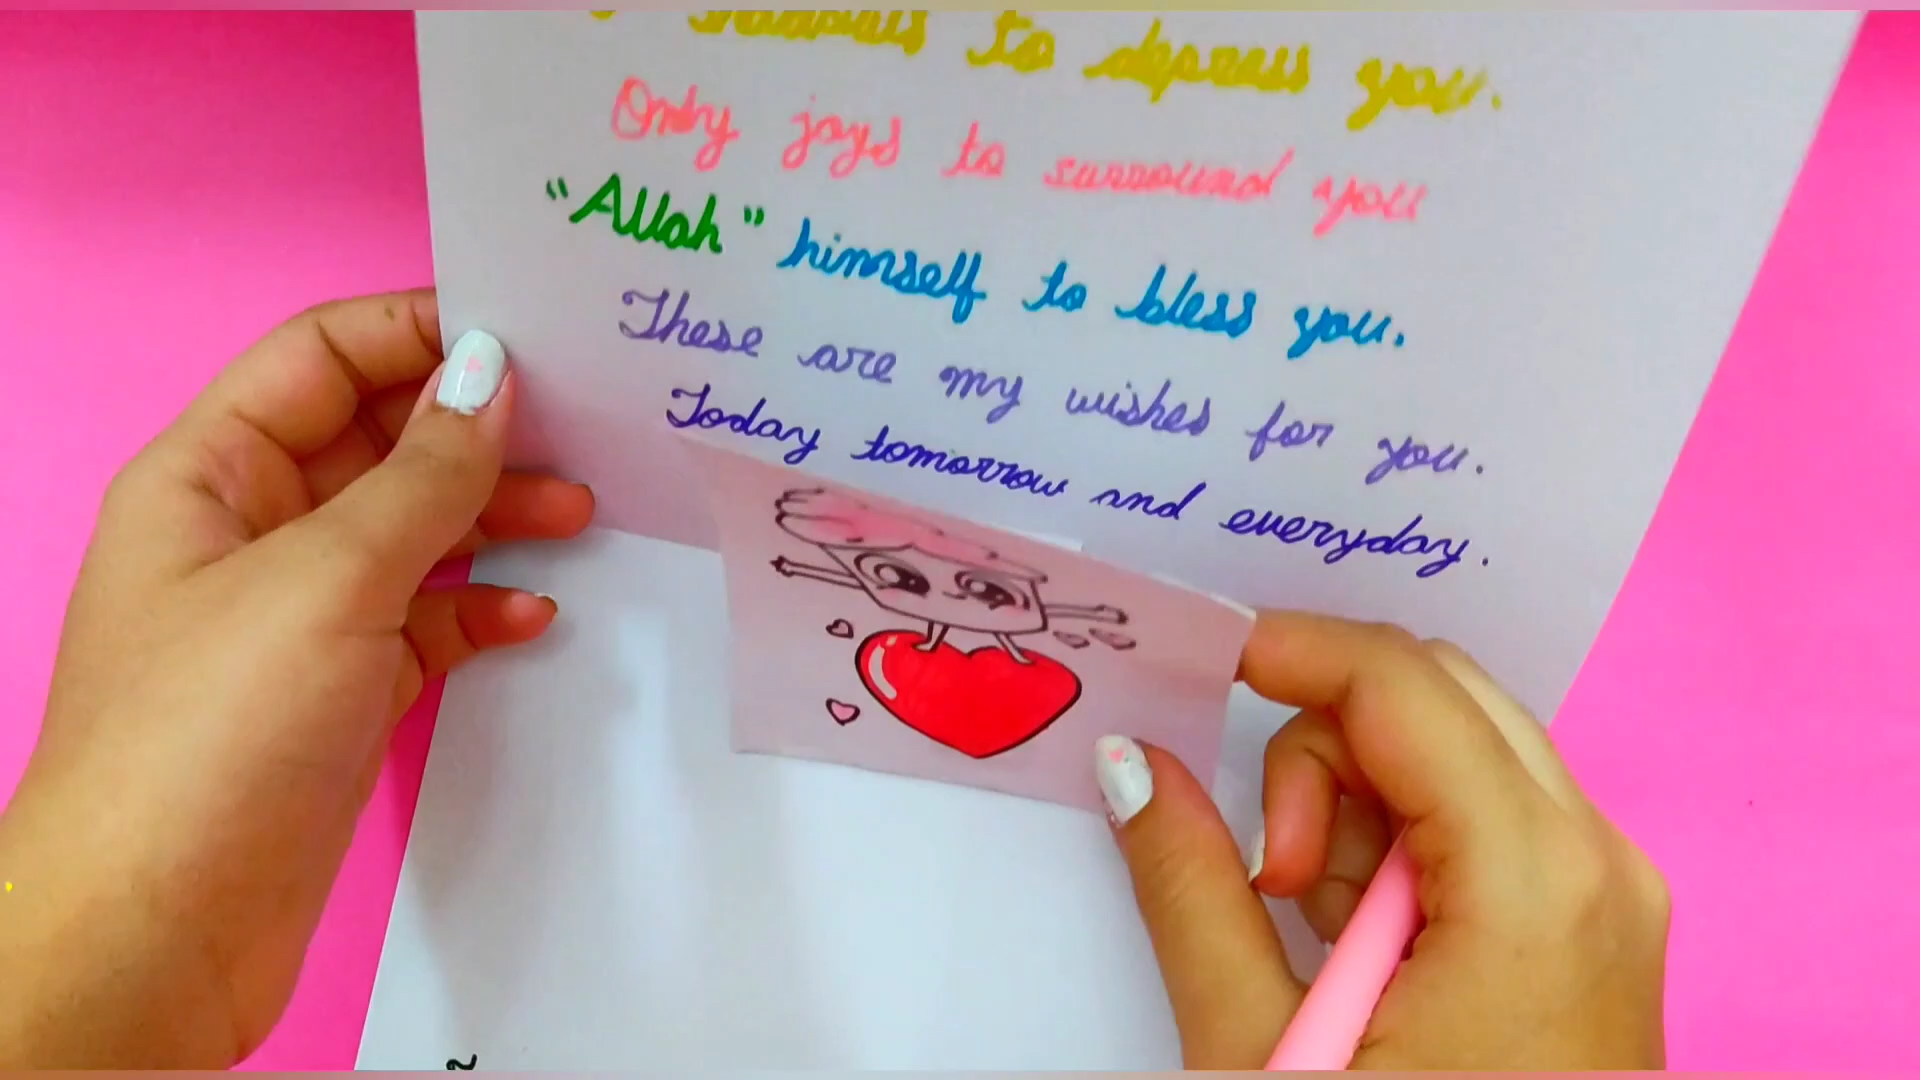 to depress you.
Only joys to surround you
"Allah" himself to bless you.
These are my wishes for you.
Today tomorrow and everyday.